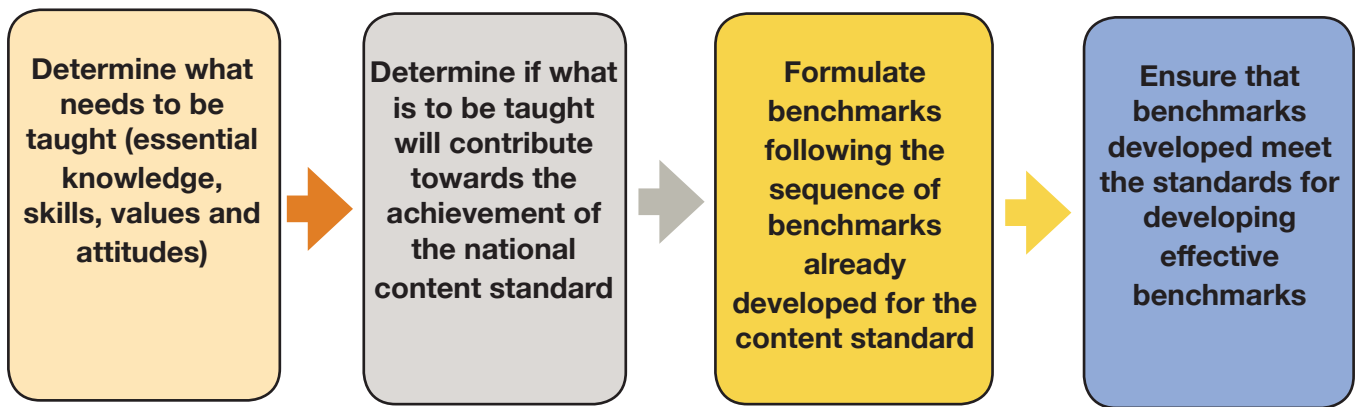 Determine what
needs to be
taught (essential
knowledge,
skills, values and
attitudes)
Determine if what
is to be taught
will contribute
towards the
achievement of
the national
content standard
Formulate
benchmarks
following the
sequence of
benchmarks
already
developed for the
content standard
Ensure that
benchmarks
developed meet
the standards for
developing
effective
benchmarks